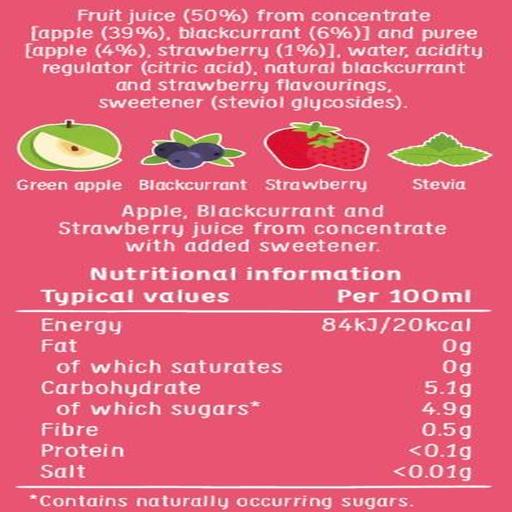 Fruit juice (50%) from concentrate
[apple (39%), blackcurrant (6%)] and puree
[apple (4%), strawberry (1%)], water, acidity
regulator (citric acid), natural blackcurrant
and strawberry flavourings,
sweetener (steviol glycosides).
Green apple Blackcurrant Strawberry Stevia
Apple, Blackcurrant and
Strawberry juice from concentrate
with added sweetener.
Nutritional information
Typical values Per 100ml
Energy 84kJ/20kcal
Fat 0g
of which saturates 0g
Carbohydrate 5.1g
of which sugars* 4.9g
Fibre 0.5g
Protein <0.1g
Salt <0.01g
*Contains naturally occurring sugars.